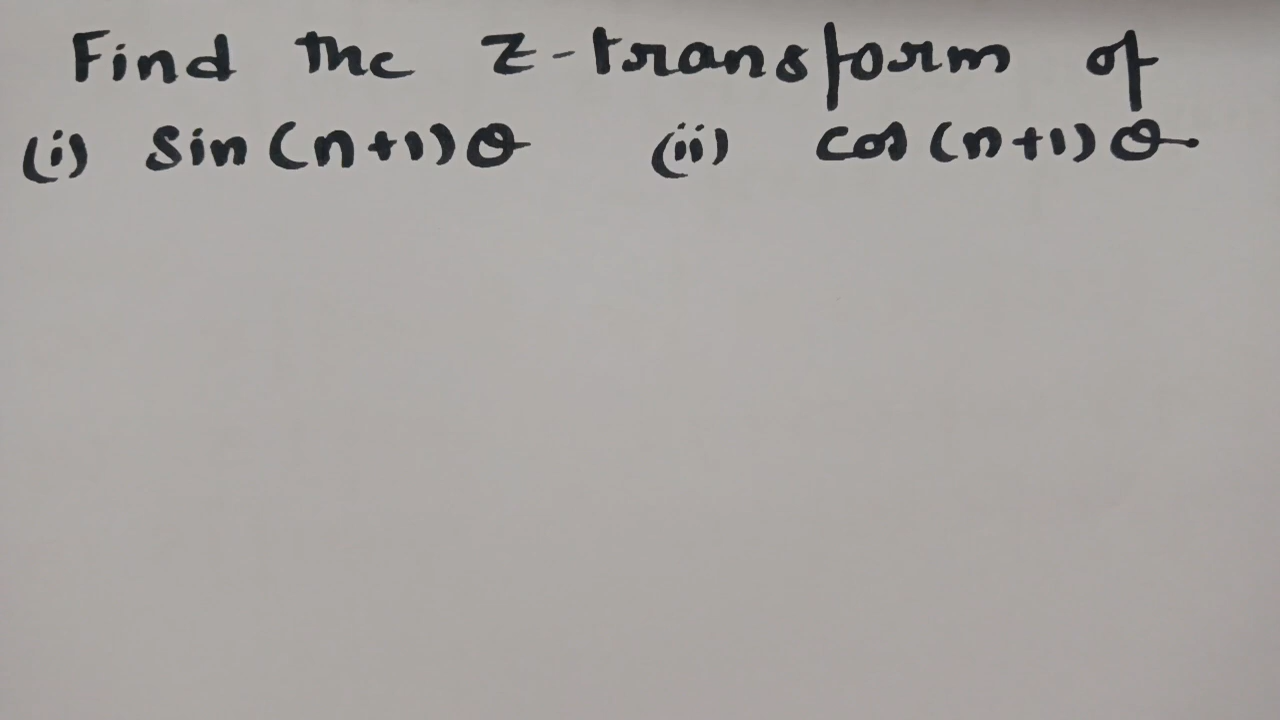 Find the Z-transform of
(i) Sin(n+1)θ (ii) cos(n+1)θ.